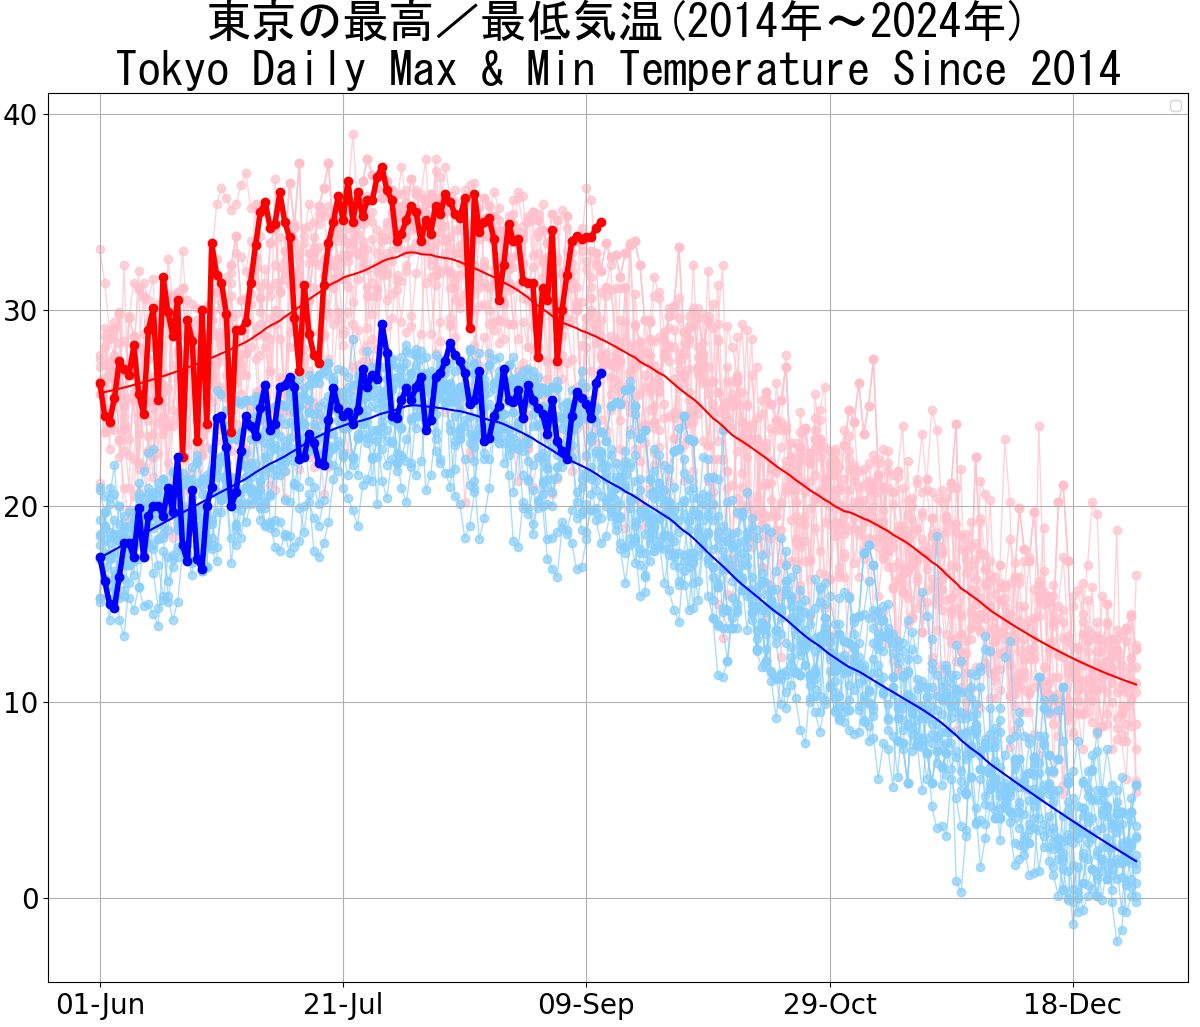 東京の最高／最低気温(2014年～2024年)
Tokyo Daily Max & Min Temperature Since 2014
40
30
20
10
0
01-Jun 21-Jul 09-Sep 29-Oct 18-Dec